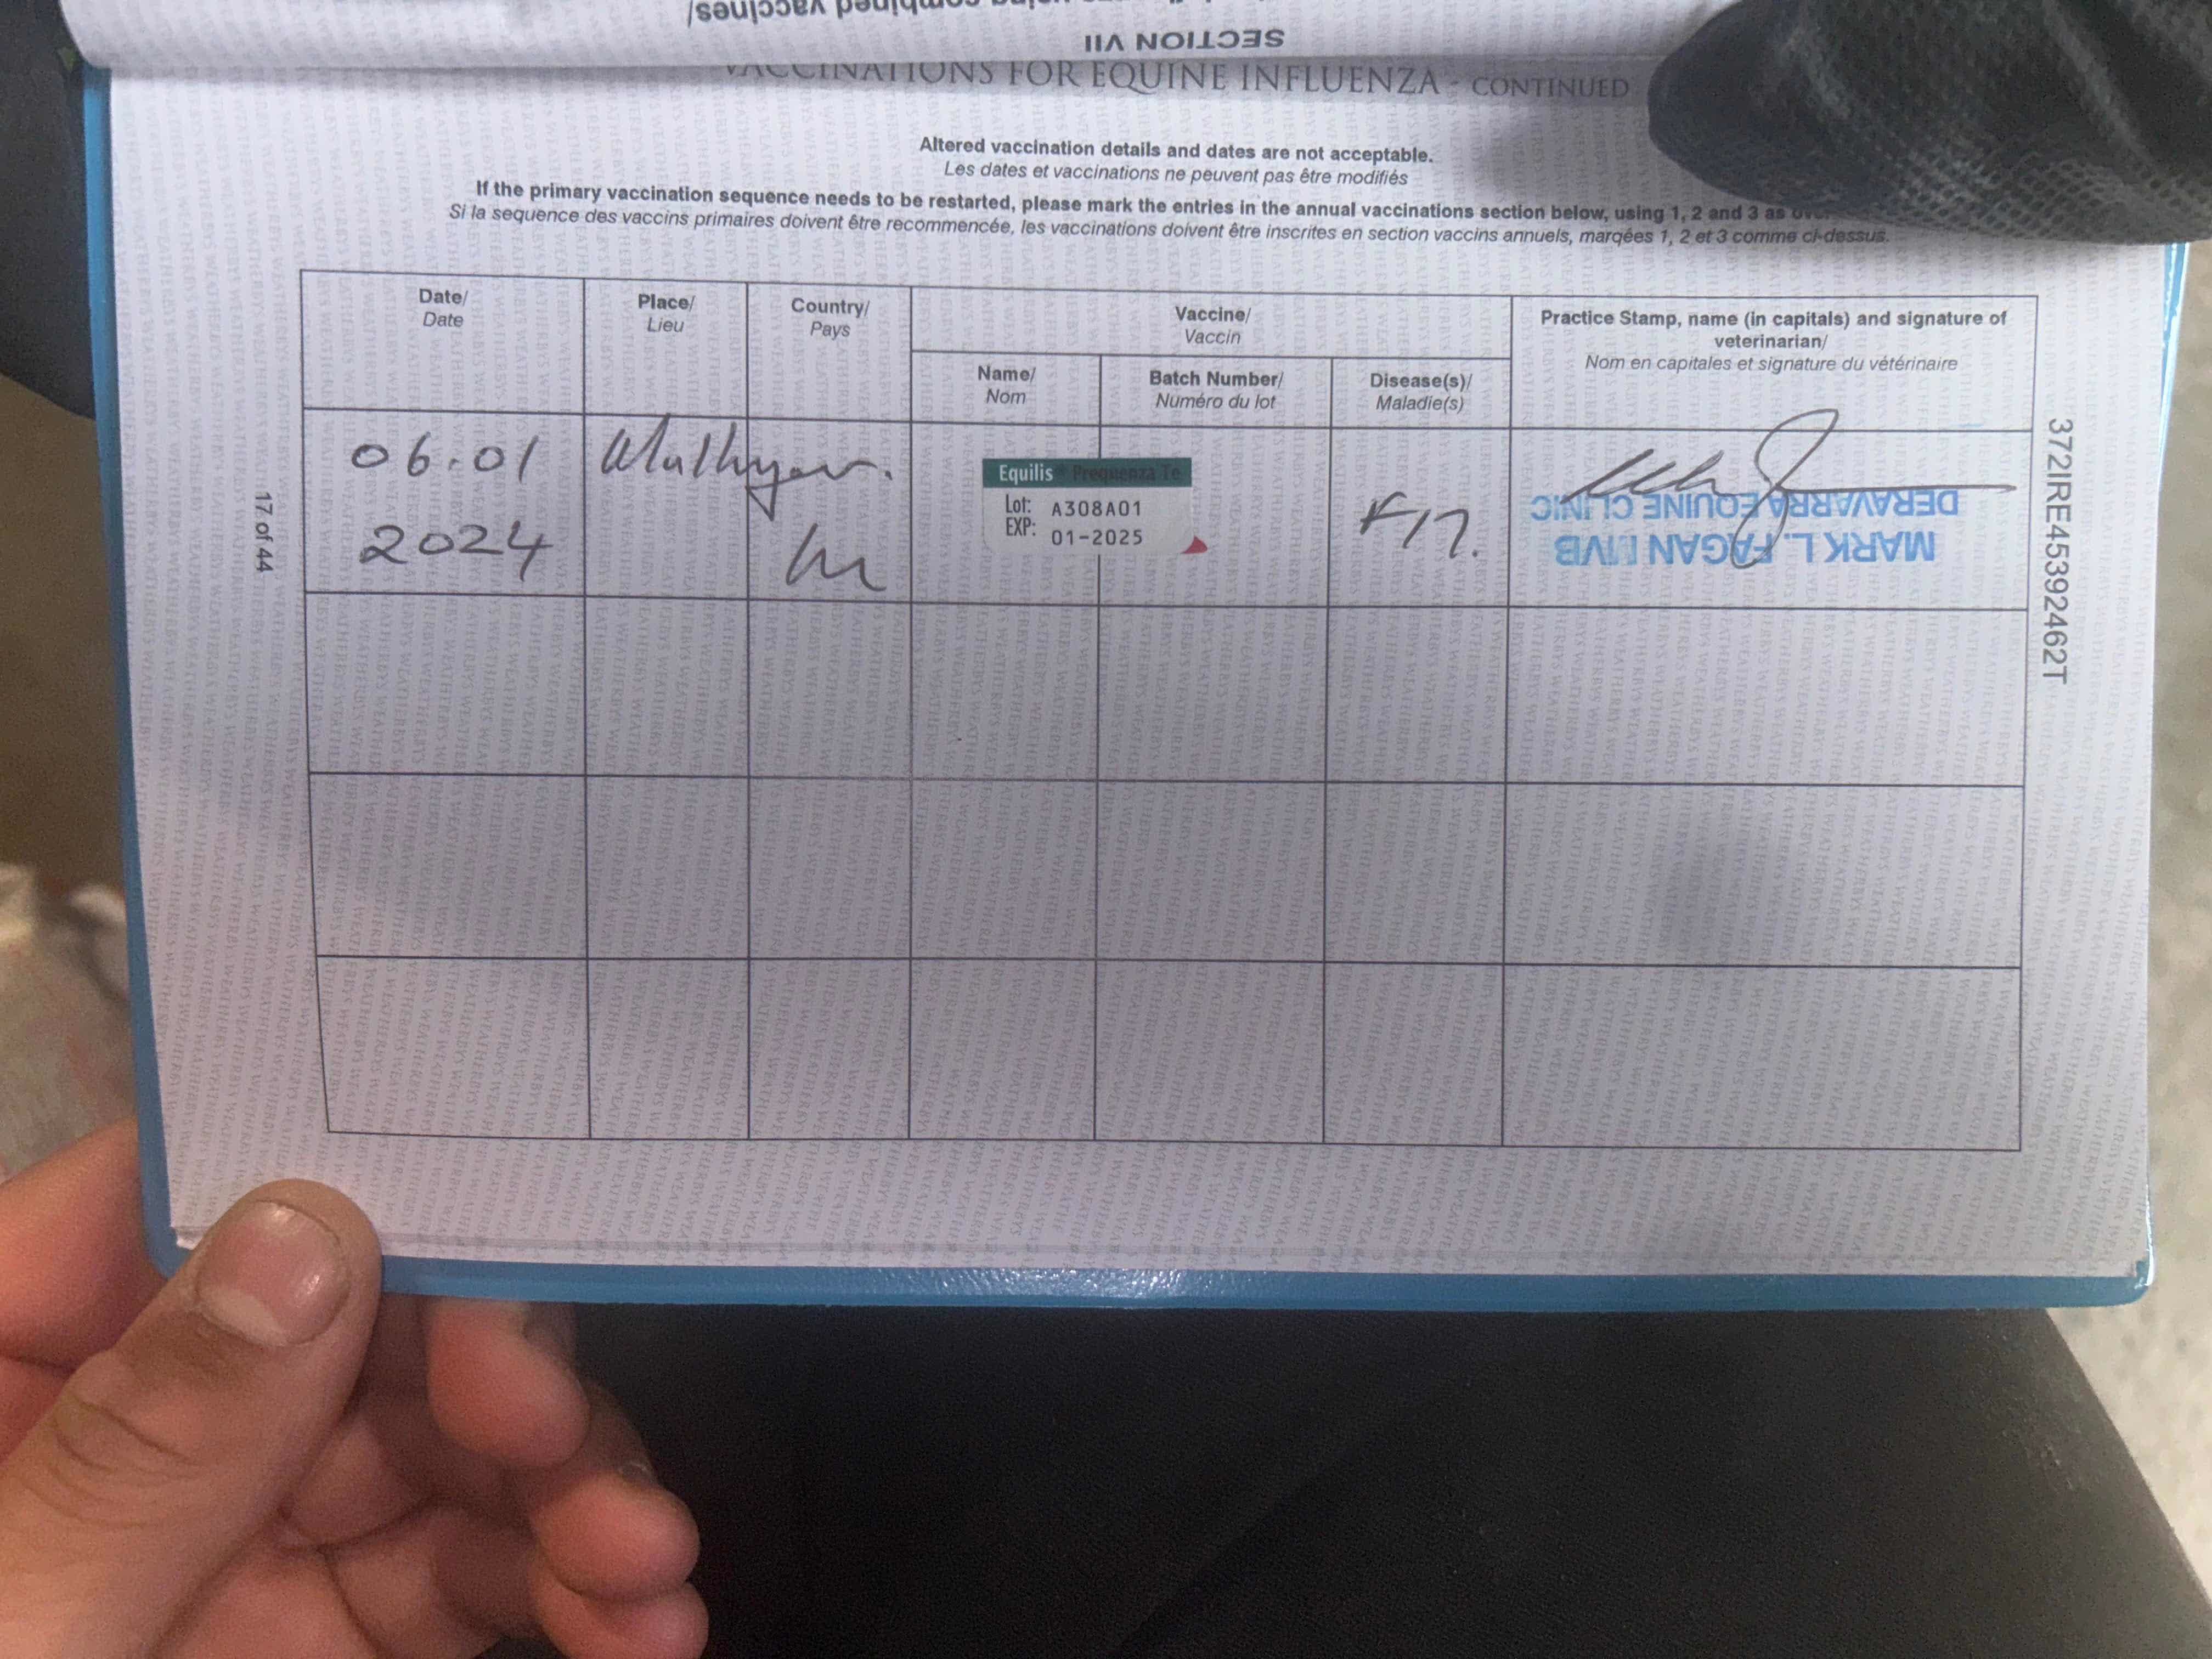 SECTION VII
VACCINATIONS FOR EQUINE INFLUENZA - CONTINUED
Altered vaccination details and dates are not acceptable.
Les dates et vaccinations ne peuvent pas être modifiés
If the primary vaccination sequence needs to be restarted, please mark the entries in the annual vaccinations section below, using 1, 2 and 3 as
Si la sequence des vaccins primaires doivent être recommencée, les vaccinations doivent être inscrites en section vaccins annuels, marqées 1, 2 et 3 comme ci-dessus.
Date/
Date
Place/
Lieu
Country/
Pays
Vaccine/
Vaccin
Name/
Nom
Batch Number/
Numéro du lot
Disease(s)/
Maladie(s)
Practice Stamp, name (in capitals) and signature of
veterinarian/
Nom en capitales et signature du vétérinaire
06.01
2024
Equilis Prequenza Te
Lot: A308A01
EXP: 01-2025
MARK L. FAGAN MVB
DERAVARRA EQUINE CLINIC
17 of 44
372IRE45392462T